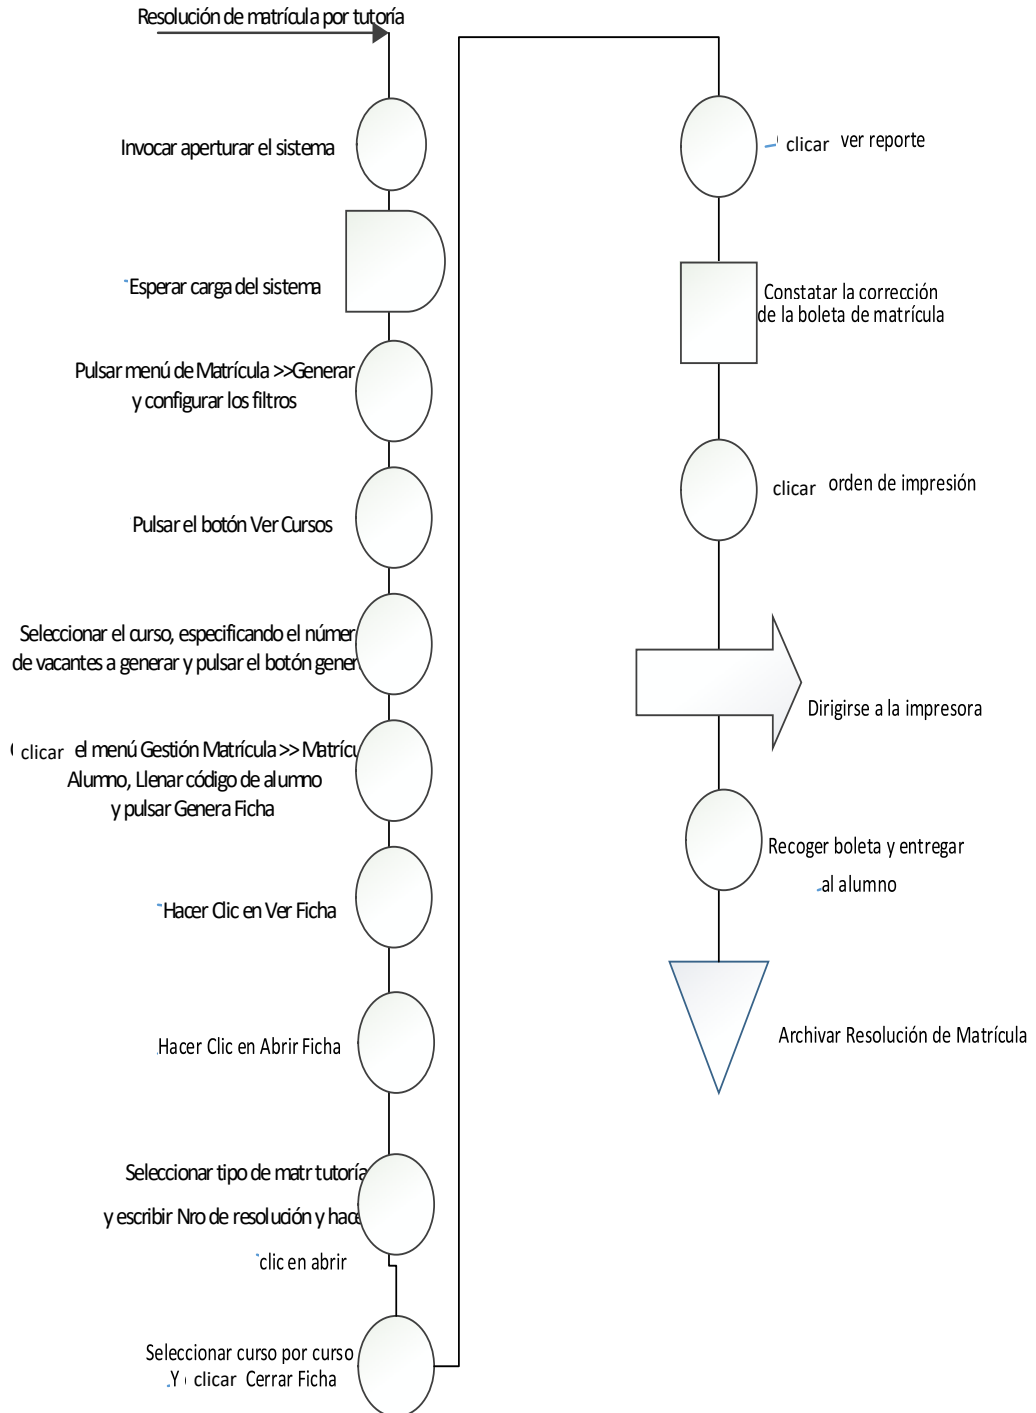 Resolución de matrícula por tutoría
Invocar aperturar el sistema
Esperar carga del sistema
Pulsar menú de Matrícula >>Generar
y configurar los filtros
Pulsar el botón Ver Cursos
Seleccionar el curso, especificando el númer
de vacantes a generar y pulsar el botón gener
clicar el menú Gestión Matrícula >> Matrícu
Alumno, Llenar código de alumno
y pulsar Genera Ficha
Hacer Clic en Ver Ficha
Hacer Clic en Abrir Ficha
Seleccionar tipo de matr tutoría
y escribir Nro de resolución y hace
clic en abrir
Seleccionar curso por curso
Y clicar Cerrar Ficha
clicar ver reporte
Constatar la corrección
de la boleta de matrícula
clicar orden de impresión
Dirigirse a la impresora
Recoger boleta y entregar
al alumno
Archivar Resolución de Matrícula